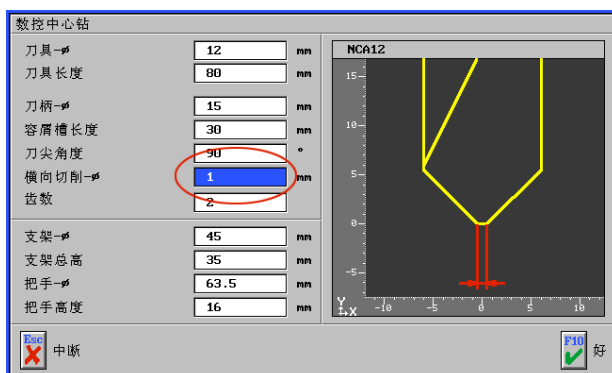 数控中心钻
刀具-ø 12 mm
刀具长度 80 mm
刀柄-ø 15 mm
容屑槽长度 30 mm
刀尖角度 90 °
横向切削-ø 1 mm
齿数 2
支架-ø 45 mm
支架总高 35 mm
把手-ø 63.5 mm
把手高度 16 mm
NCA12
15
10
5
0
-5
Y
X
-10 -5 0 5 10
Esc 中断
F10 好